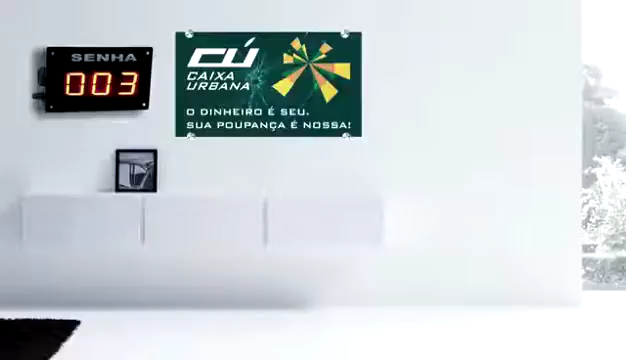 SENHA
003
CÚ
CAIXA
URBANA
O DINHEIRO É SEU.
SUA POUPANÇA É NOSSA!